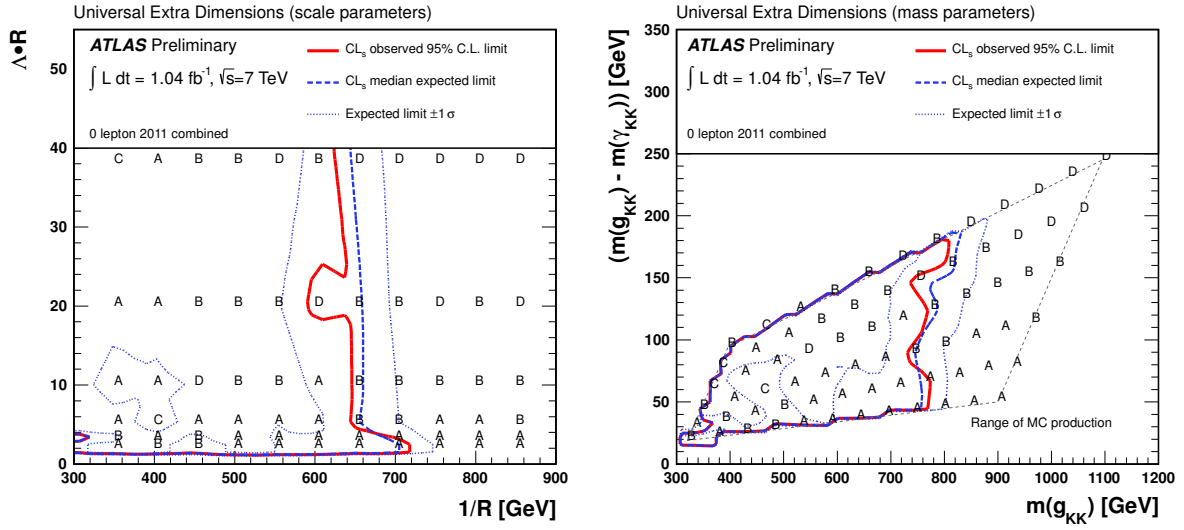 Universal Extra Dimensions (scale parameters)
Λ•R
ATLAS Preliminary
∫ L dt = 1.04 fb⁻¹, √s=7 TeV
0 lepton 2011 combined
CLₛ observed 95% C.L. limit
CLₛ median expected limit
Expected limit ±1 σ
50
40
30
20
10
0
C A B B D B D D D D D
A A B B B D B B D B D
A A D B B A B B B B B
A C A A A A B B A A A
B A B A A A A A A A A
A B B A A A A A A A A
300 400 500 600 700 800 900
1/R [GeV]
Universal Extra Dimensions (mass parameters)
(m(g_KK) - m(γ_KK)) [GeV]
ATLAS Preliminary
∫ L dt = 1.04 fb⁻¹, √s=7 TeV
0 lepton 2011 combined
CLₛ observed 95% C.L. limit
CLₛ median expected limit
Expected limit ±1 σ
350
300
250
200
150
100
50
0
Range of MC production
300 400 500 600 700 800 900 1000 1100 1200
m(g_KK) [GeV]